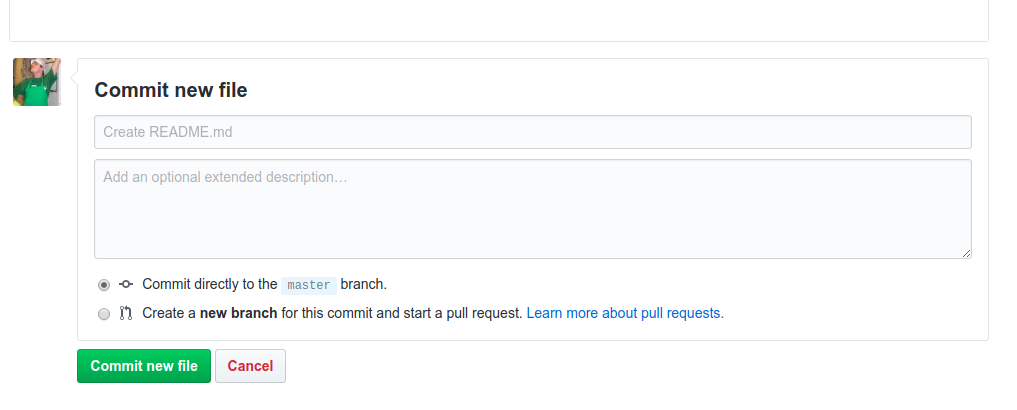 Commit new file
Create README.md
Add an optional extended description…
Commit directly to the master branch.
Create a new branch for this commit and start a pull request. Learn more about pull requests.
Commit new file Cancel